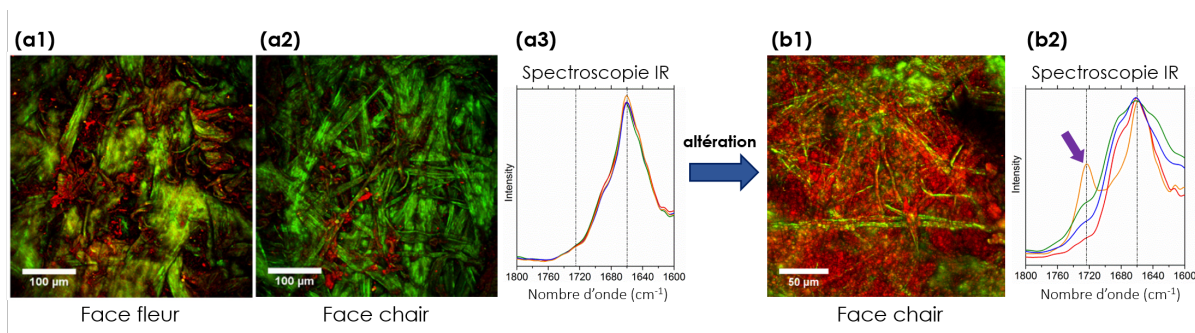 (a1)
(a2)
(a3)
(b1)
(b2)
Spectroscopie IR
Spectroscopie IR
altération
Intensity
Intensity
100 µm
100 µm
50 µm
1800 1760 1720 1680 1640 1600
1800 1760 1720 1680 1640 1600
Nombre d'onde (cm⁻¹)
Nombre d'onde (cm⁻¹)
Face fleur
Face chair
Face chair